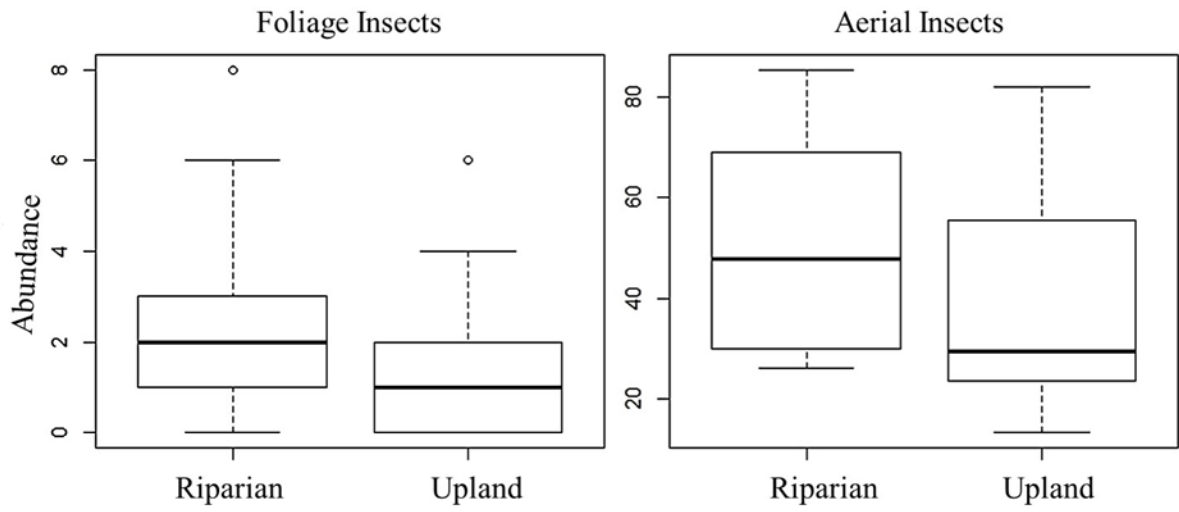 Foliage Insects
Aerial Insects
Abundance
8
6
4
2
0
80
60
40
20
Riparian
Upland
Riparian
Upland